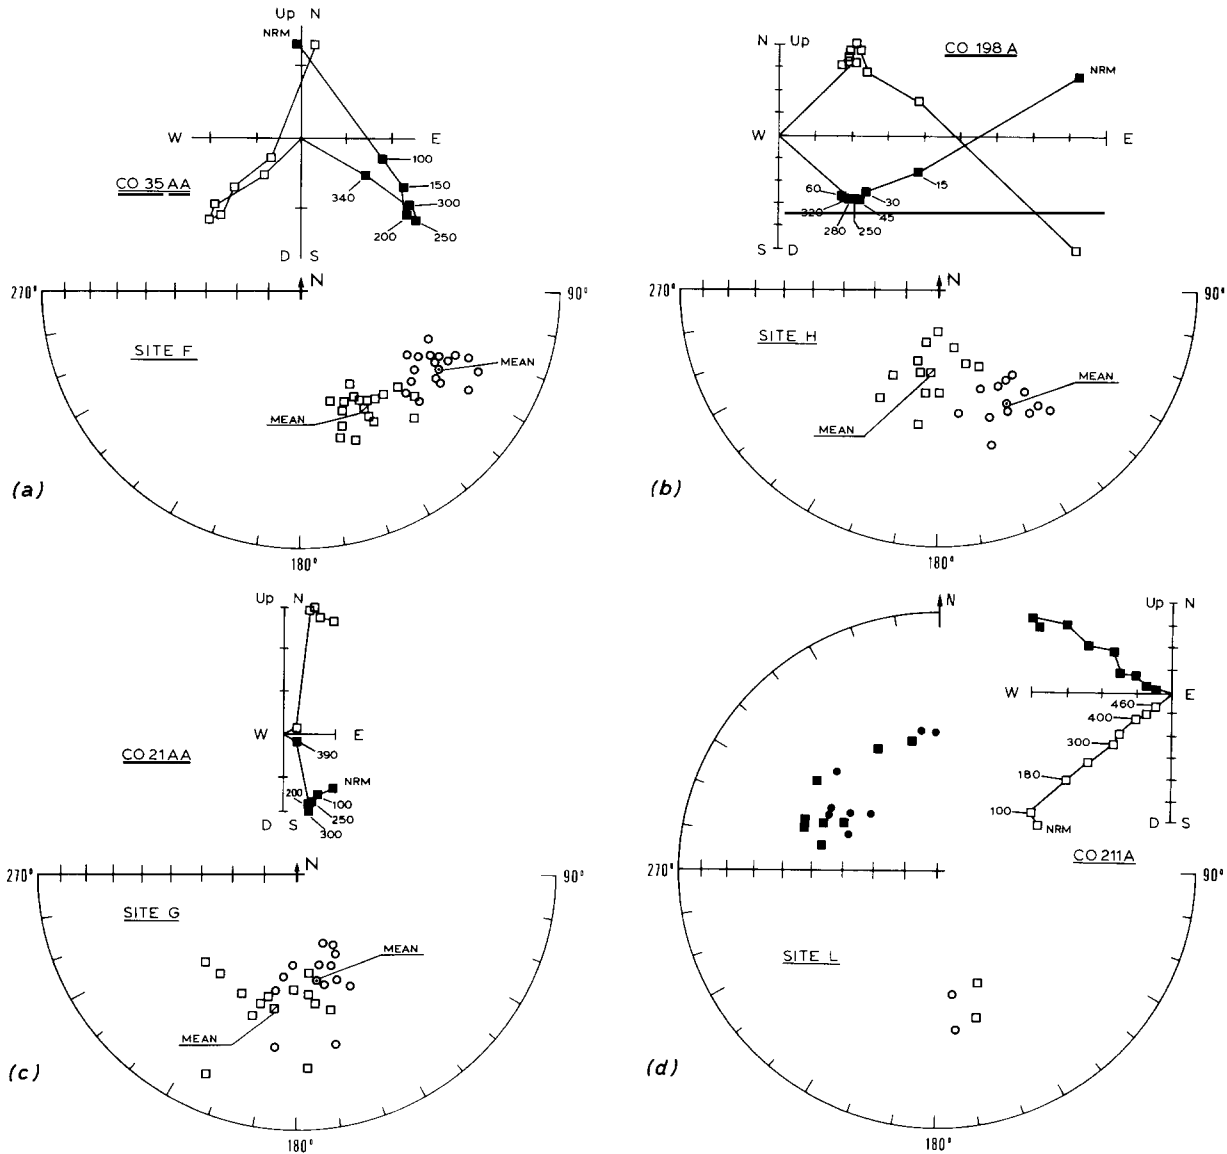 Up N
NRM
W E
100
150
300
340
200 250
CO 35 AA
D S
N
270° 90°
SITE F
MEAN
MEAN
180°
(a)
N Up
CO 198 A
NRM
W E
15
60
30
320 45
280 250
S D
N
270° 90°
SITE H
MEAN
MEAN
180°
(b)
Up N
W E
390
CO 21 AA
NRM
200 100
250
D S 300
N
270° 90°
SITE G
MEAN
MEAN
180°
(c)
N
Up N
W E
460
400
300
180
100
NRM
D S
CO 211A
270° 90°
SITE L
180°
(d)